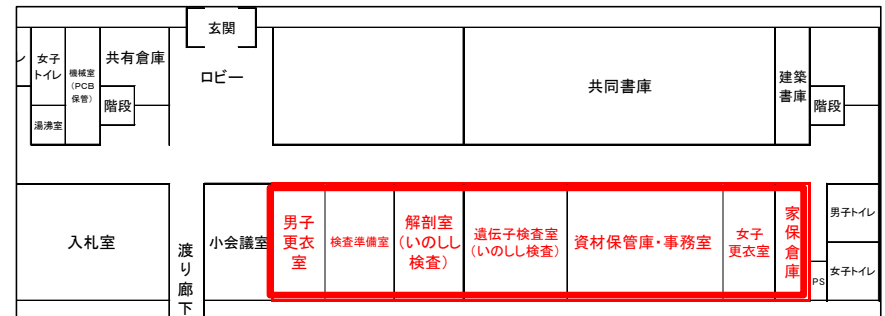 玄関
女子
トイレ
機械室
（PCB
保管）
共有倉庫
階段
湯沸室
ロビー
共同書庫
建築
書庫
階段
入札室
渡り廊下
小会議室
男子
更衣
室
検査準備室
解剖室
（いのしし
検査）
遺伝子検査室
（いのしし検査）
資材保管庫・事務室
女子
更衣室
家保倉庫
男子トイレ
PS
女子トイレ